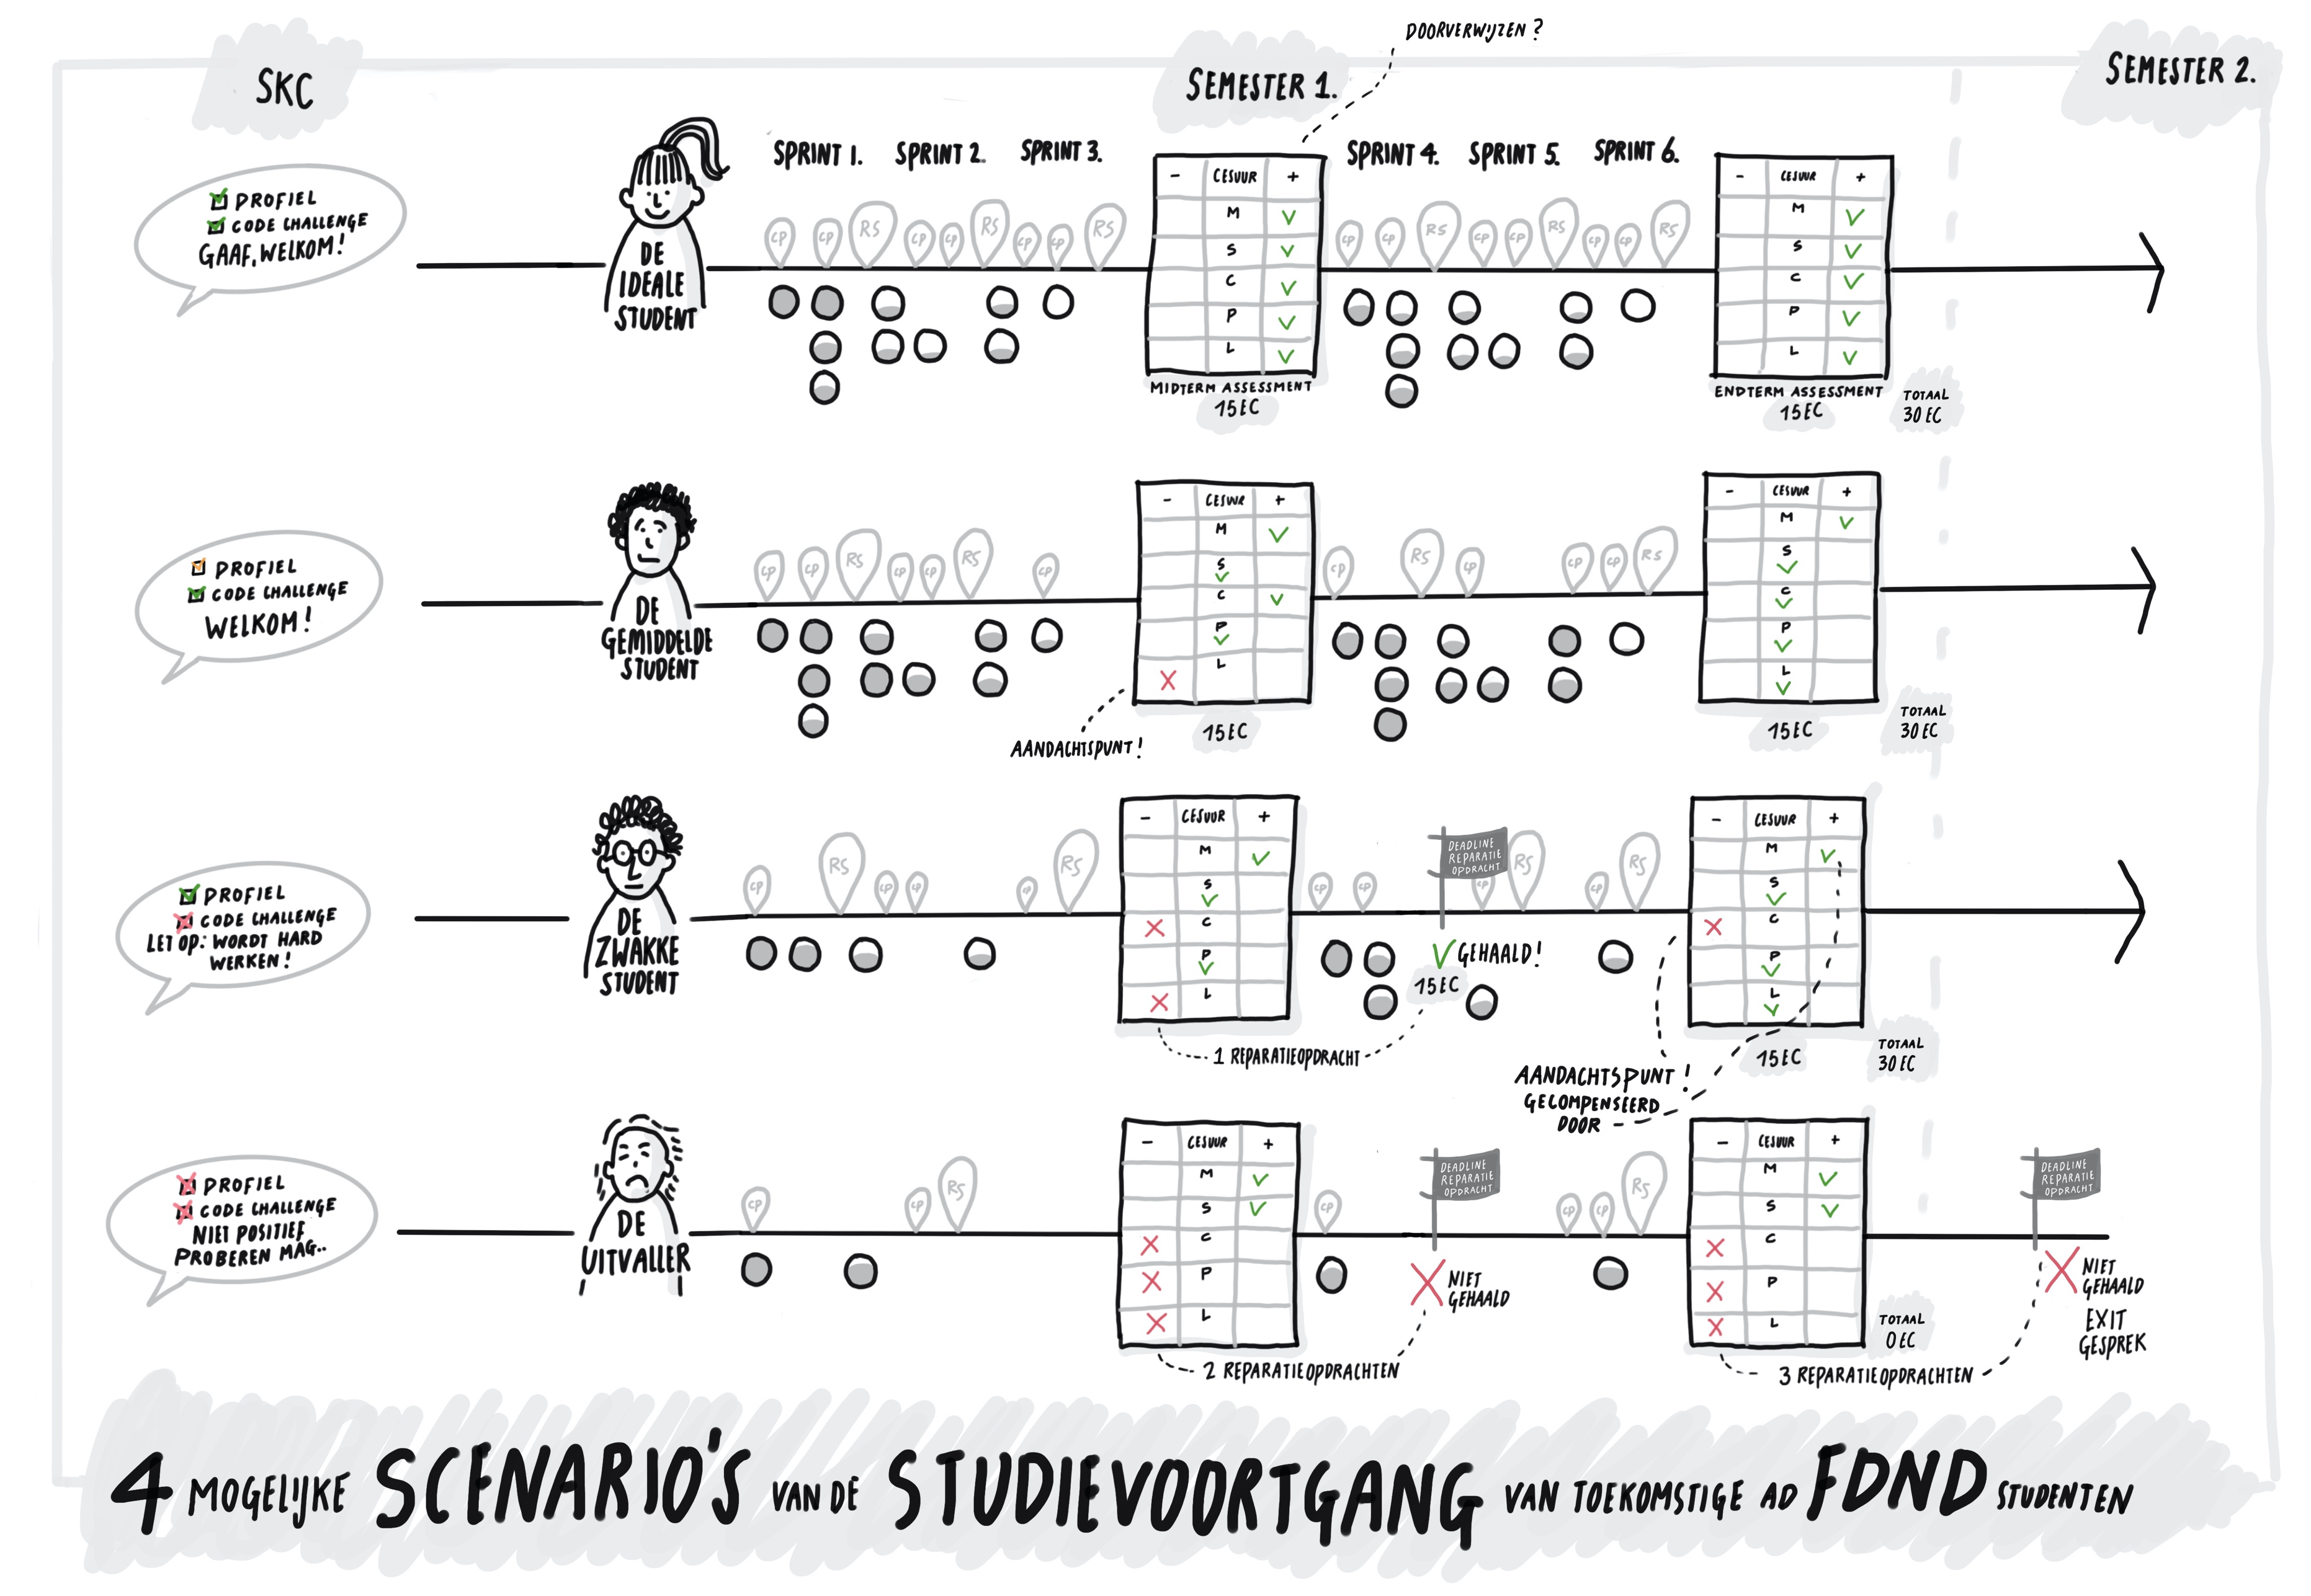 SKC
SEMESTER 1.
DOORVERWIJZEN?
SEMESTER 2.
PROFIEL
CODE CHALLENGE
GAAF, WELKOM!
DE
IDEALE
STUDENT
SPRINT 1. SPRINT 2. SPRINT 3.
CP CP RS CP CP RS CP CP RS
- CESUUR +
M
S
C
P
L
MIDTERM ASSESSMENT
15 EC
SPRINT 4. SPRINT 5. SPRINT 6.
CP CP RS CP CP RS CP CP RS
- CESUUR +
M
S
C
P
L
ENDTERM ASSESSMENT
15 EC
TOTAAL
30 EC
PROFIEL
CODE CHALLENGE
WELKOM!
DE
GEMIDDELDE
STUDENT
CP CP RS CP CP RS CP
AANDACHTSPUNT!
- CESUUR +
M
S
C
P
L
15 EC
CP RS CP CP CP RS
- CESUUR +
M
S
C
P
L
15 EC
TOTAAL
30 EC
PROFIEL
CODE CHALLENGE
LET OP: WORDT HARD
WERKEN!
DE
ZWAKKE
STUDENT
CP RS CP CP CP RS
- CESUUR +
M
S
C
P
L
1 REPARATIEOPDRACHT
CP CP
DEADLINE
REPARATIE
OPDRACHT
CP RS CP RS
GEHAALD!
15 EC
AANDACHTSPUNT!
GECOMPENSEERD
DOOR
- CESUUR +
M
S
C
P
L
15 EC
TOTAAL
30 EC
PROFIEL
CODE CHALLENGE
NIET POSITIEF
PROBEREN MAG..
DE
UITVALLER
CP CP RS
- CESUUR +
M
S
C
P
L
2 REPARATIEOPDRACHTEN
CP
DEADLINE
REPARATIE
OPDRACHT
NIET
GEHAALD
CP CP RS
- CESUUR +
M
S
C
P
L
TOTAAL
0 EC
3 REPARATIEOPDRACHTEN
DEADLINE
REPARATIE
OPDRACHT
NIET
GEHAALD
EXIT
GESPREK
4 MOGELIJKE SCENARIO'S VAN DE STUDIEVOORTGANG VAN TOEKOMSTIGE AD FDND STUDENTEN